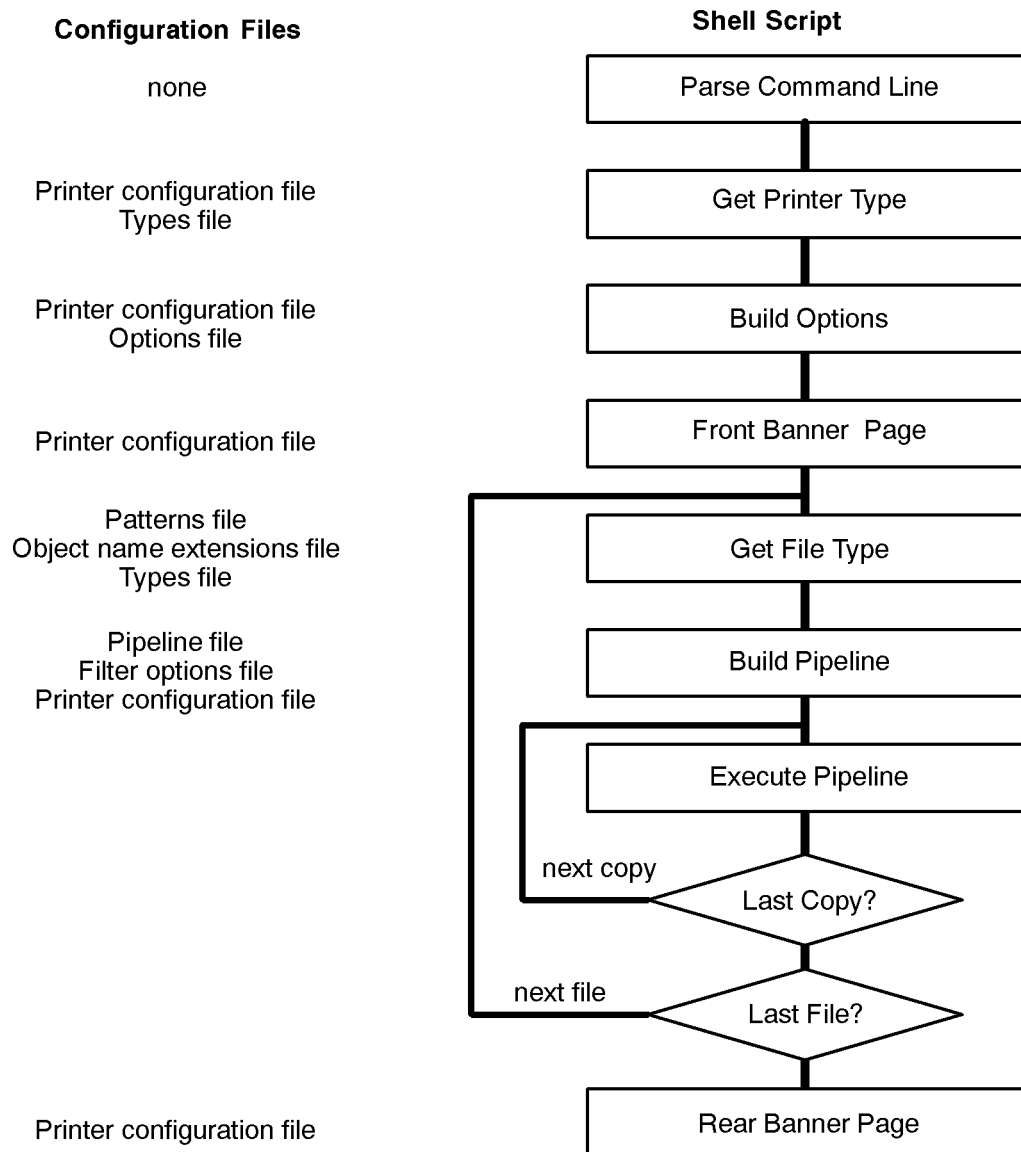 Configuration Files
Shell Script
none
Parse Command Line
Printer configuration file
Types file
Get Printer Type
Printer configuration file
Options file
Build Options
Printer configuration file
Front Banner Page
Patterns file
Object name extensions file
Types file
Get File Type
Pipeline file
Filter options file
Printer configuration file
Build Pipeline
Execute Pipeline
next copy
Last Copy?
next file
Last File?
Printer configuration file
Rear Banner Page